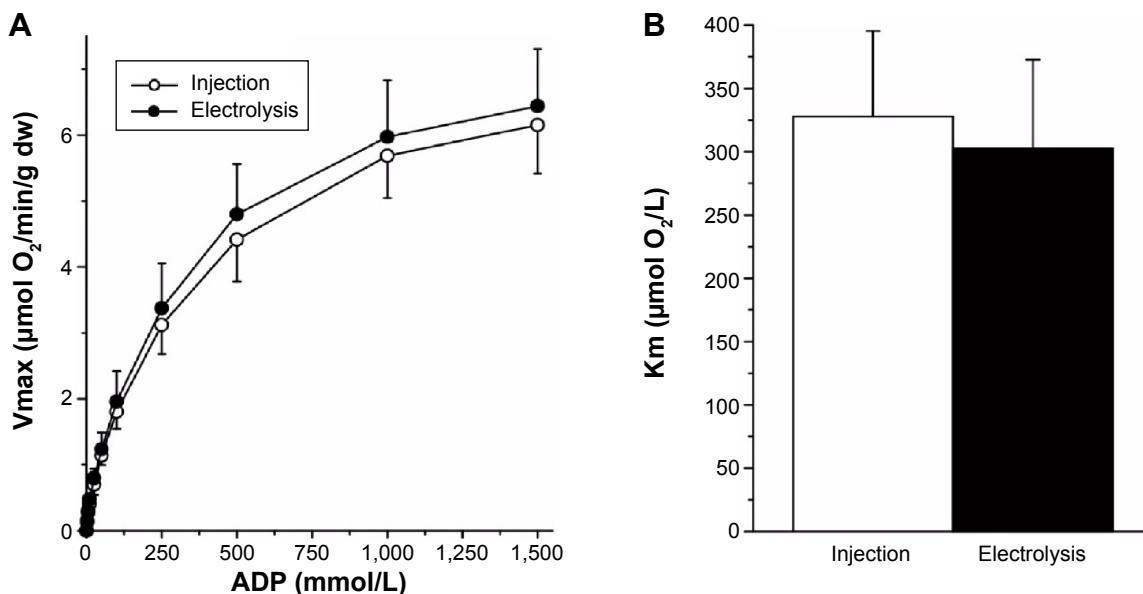 A
Vmax (µmol O₂/min/g dw)
6
4
2
0
Injection
Electrolysis
0 250 500 750 1,000 1,250 1,500
ADP (mmol/L)
B
Km (µmol O₂/L)
400
350
300
250
200
150
100
50
0
Injection Electrolysis